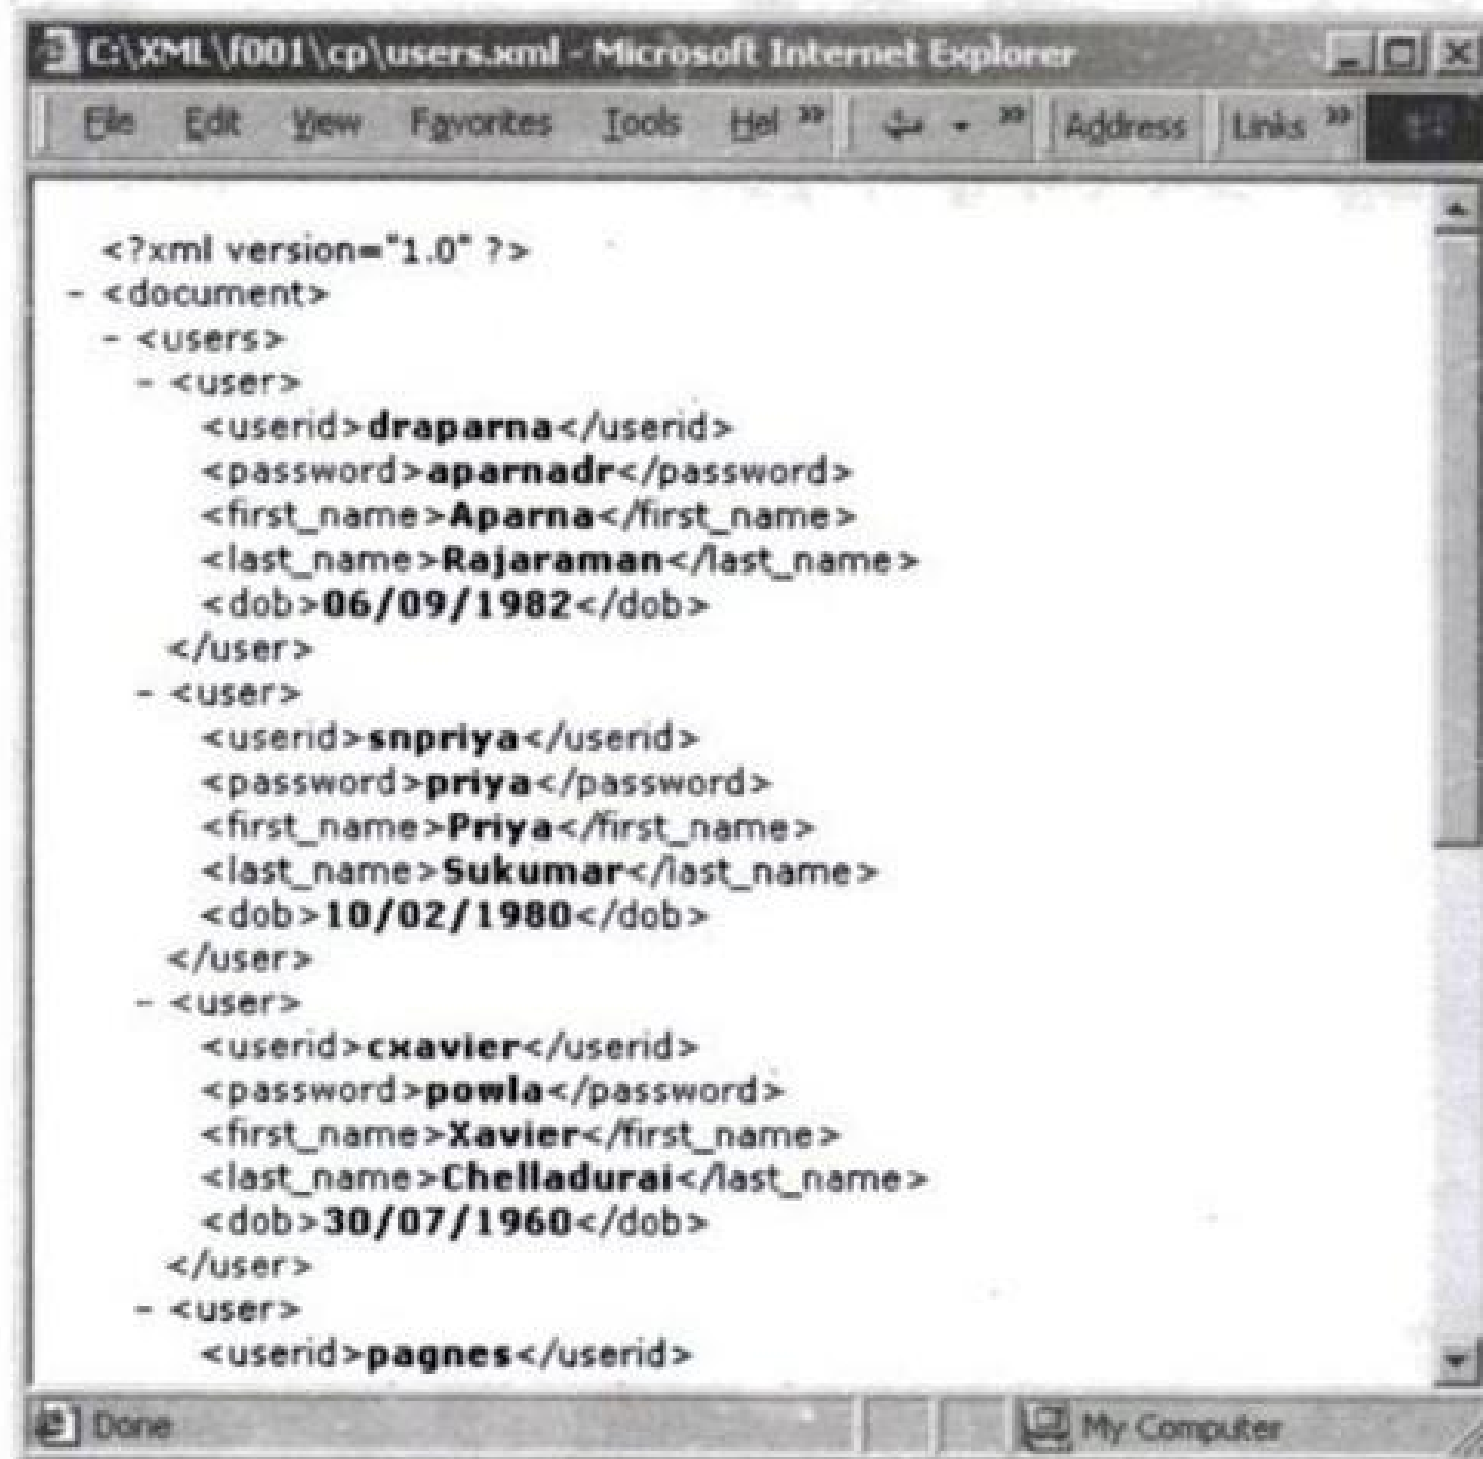 C:\XML\f001\cp\users.xml - Microsoft Internet Explorer
File Edit View Favorites Tools Hel » » Address Links »
<?xml version="1.0" ?>
- <document>
- <users>
- <user>
<userid>draparna</userid>
<password>aparnadr</password>
<first_name>Aparna</first_name>
<last_name>Rajaraman</last_name>
<dob>06/09/1982</dob>
</user>
- <user>
<userid>snpriya</userid>
<password>priya</password>
<first_name>Priya</first_name>
<last_name>Sukumar</last_name>
<dob>10/02/1980</dob>
</user>
- <user>
<userid>cxavier</userid>
<password>powla</password>
<first_name>Xavier</first_name>
<last_name>Chelladurai</last_name>
<dob>30/07/1960</dob>
</user>
- <user>
<userid>pagnes</userid>
Done My Computer